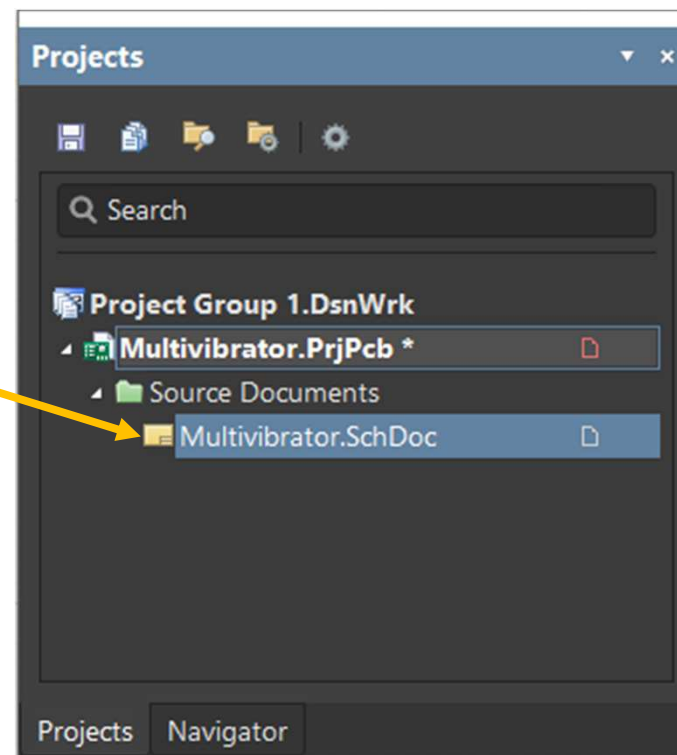 Projects
Search
Project Group 1.DsnWrk
Multivibrator.PrjPcb *
Source Documents
Multivibrator.SchDoc
Projects Navigator